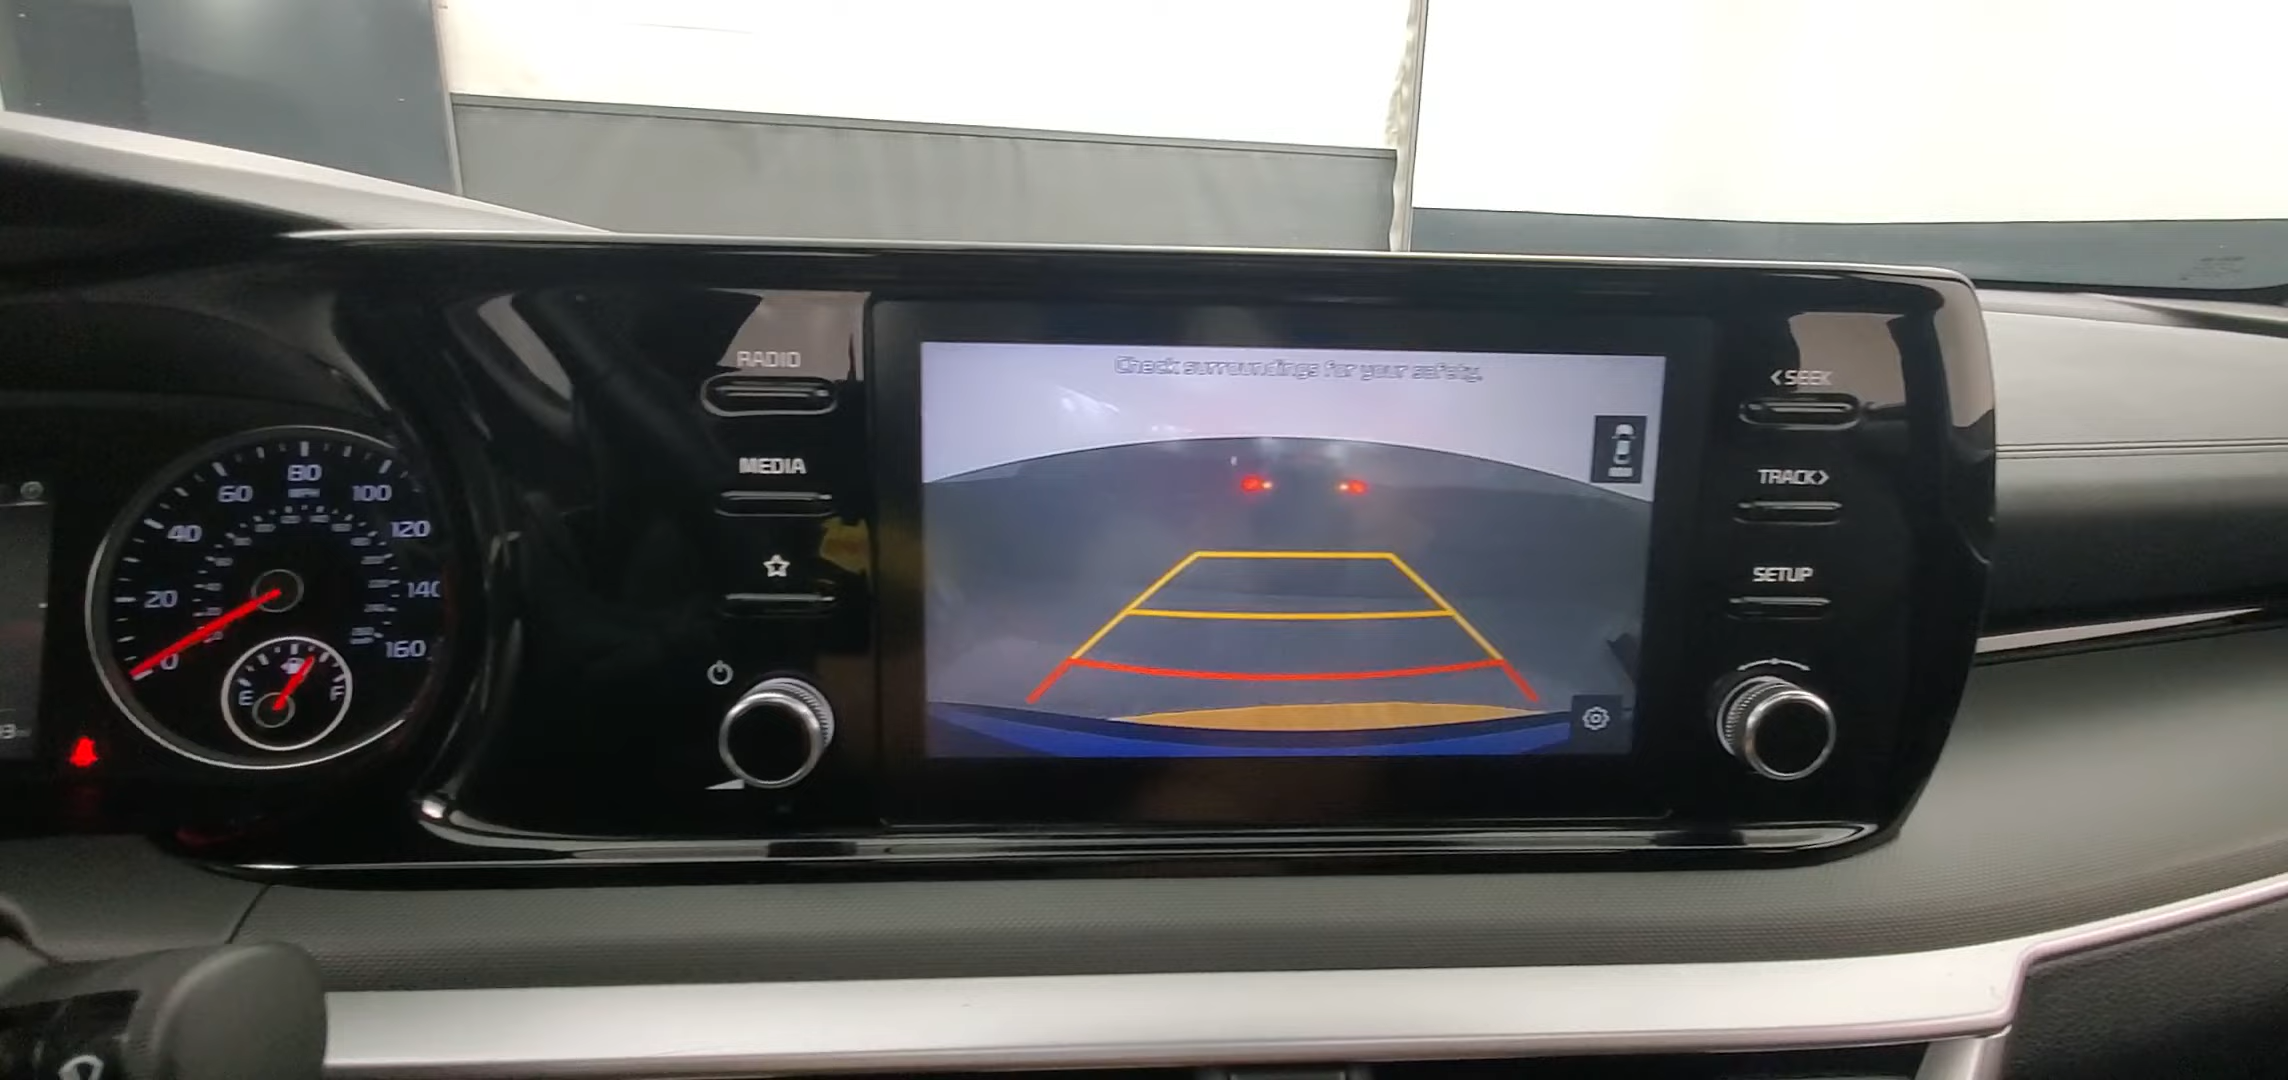 Check surroundings for your safety.
RADIO
MEDIA
<SEEK
TRACK>
SETUP
0
20
40
60
80
100
120
140
160
MPH
E
F